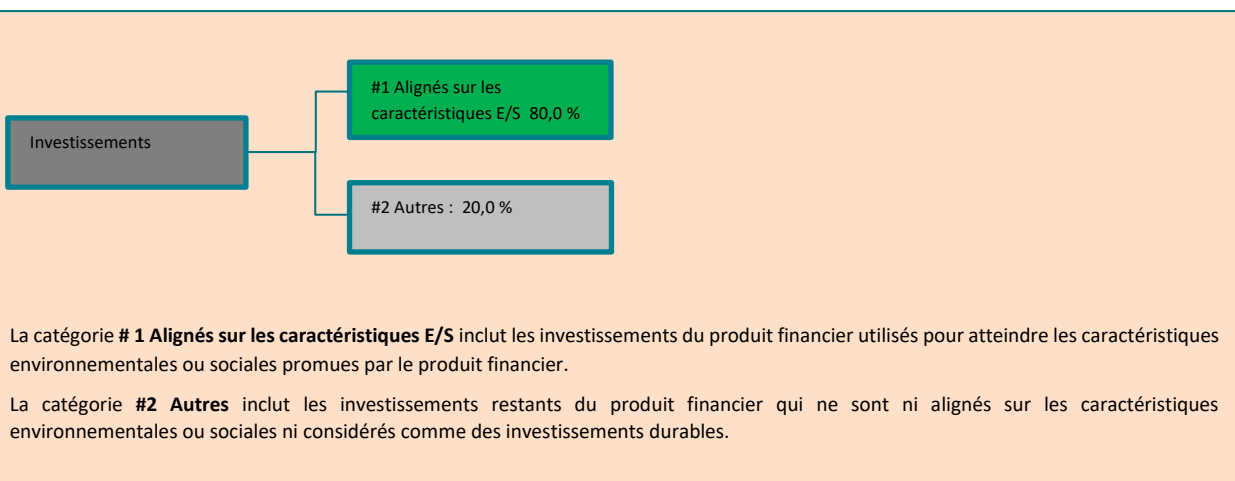 #1 Alignés sur les
caractéristiques E/S 80,0 %
Investissements
#2 Autres : 20,0 %
La catégorie # 1 Alignés sur les caractéristiques E/S inclut les investissements du produit financier utilisés pour atteindre les caractéristiques
environnementales ou sociales promues par le produit financier.
La catégorie #2 Autres inclut les investissements restants du produit financier qui ne sont ni alignés sur les caractéristiques
environnementales ou sociales ni considérés comme des investissements durables.